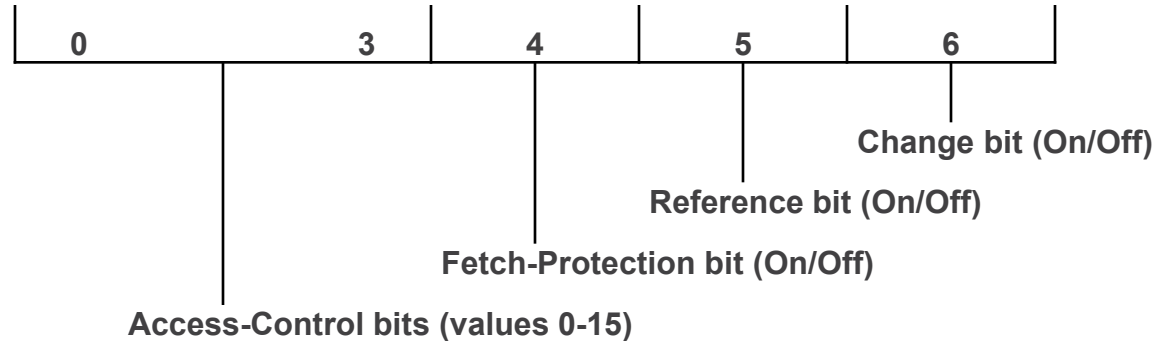 0 3 4 5 6
Change bit (On/Off)
Reference bit (On/Off)
Fetch-Protection bit (On/Off)
Access-Control bits (values 0-15)